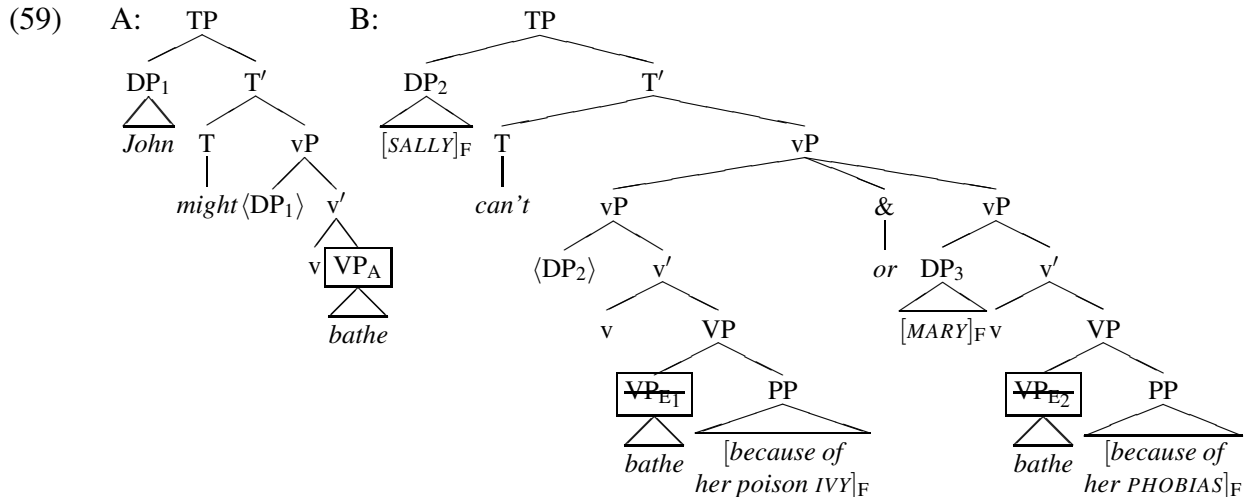 (59) A: TP B: TP
DP1 T′ DP2 T′
John T vP [SALLY]F T vP
might ⟨DP1⟩ v′ can't vP & vP
v VPA ⟨DP2⟩ v′ or DP3 v′
bathe v VP [MARY]F v VP
VPE1 PP VPE2 PP
bathe [because of bathe [because of
her poison IVY]F her PHOBIAS]F